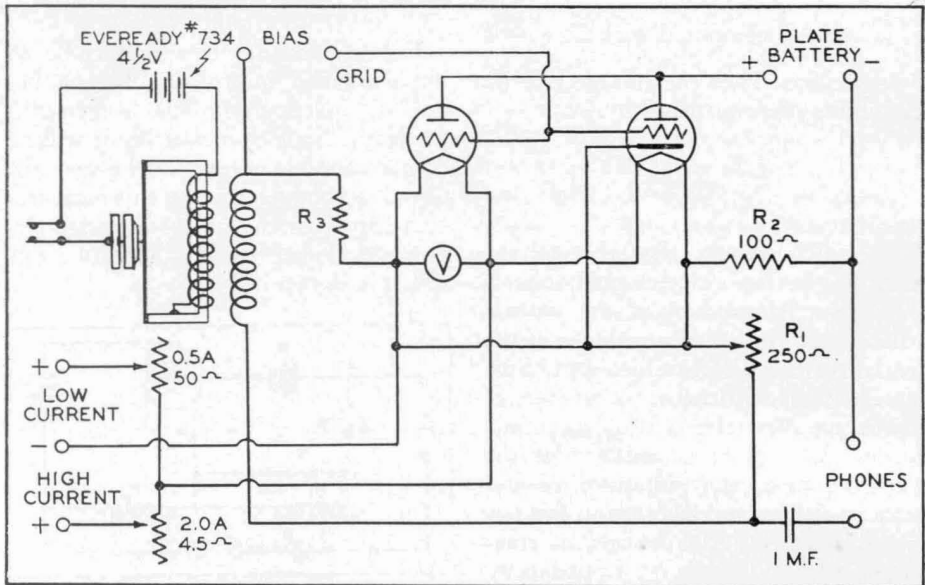 EVEREADY*734
4½V
BIAS
GRID
PLATE
BATTERY
+
-
R3
V
R2
100 Ω
R1
250 Ω
+
0.5A
50 Ω
LOW
CURRENT
-
HIGH
CURRENT
+
2.0A
4.5 Ω
PHONES
1 M.F.